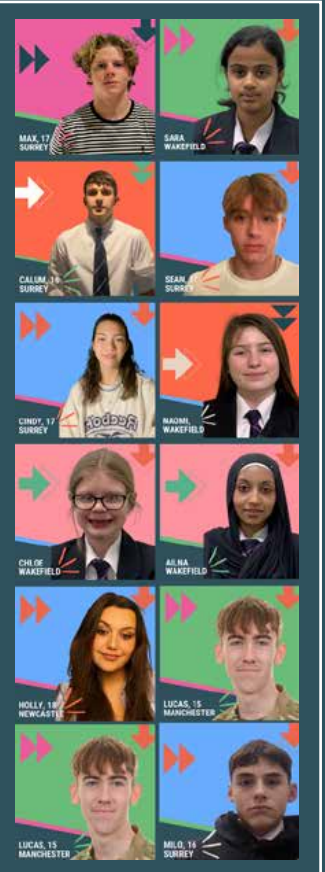 MAX, 17
SURREY
SARA
WAKEFIELD
CALUM, 16
SURREY
SEAN,
SURREY
CINDY, 17
SURREY
Reebok
NAOMI,
WAKEFIELD
CHLOE
WAKEFIELD
AILNA
WAKEFIELD
HOLLY, 18
NEWCASTLE
LUCAS, 15
MANCHESTER
LUCAS, 15
MANCHESTER
MILO, 16
SURREY